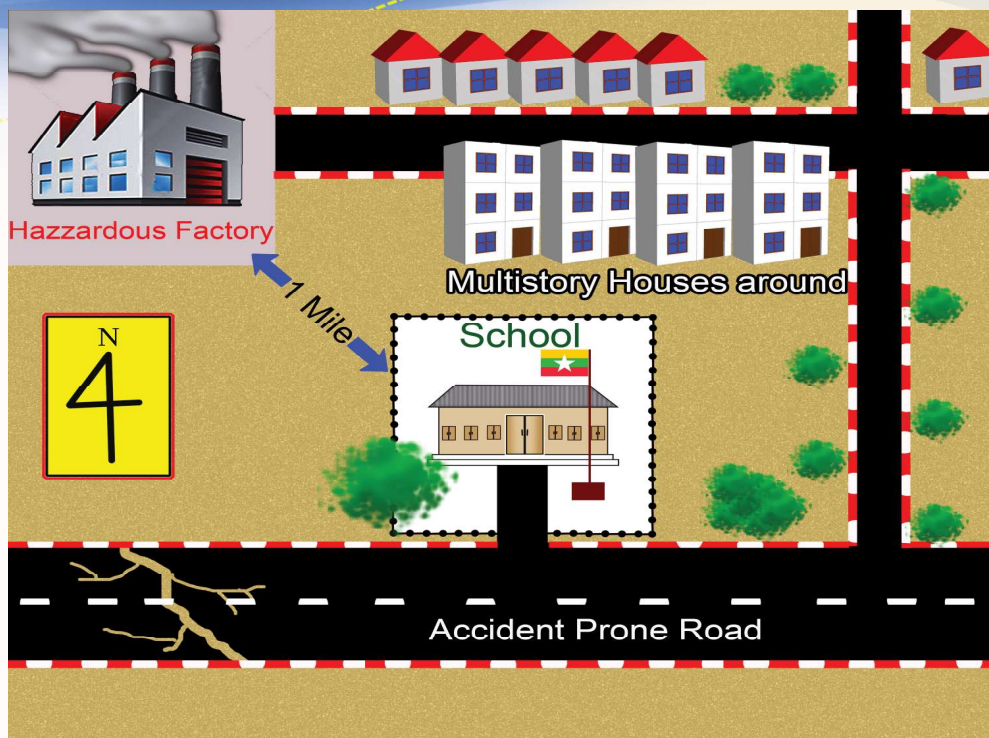 Hazzardous Factory
Multistory Houses around
1 Mile
School
N
Accident Prone Road